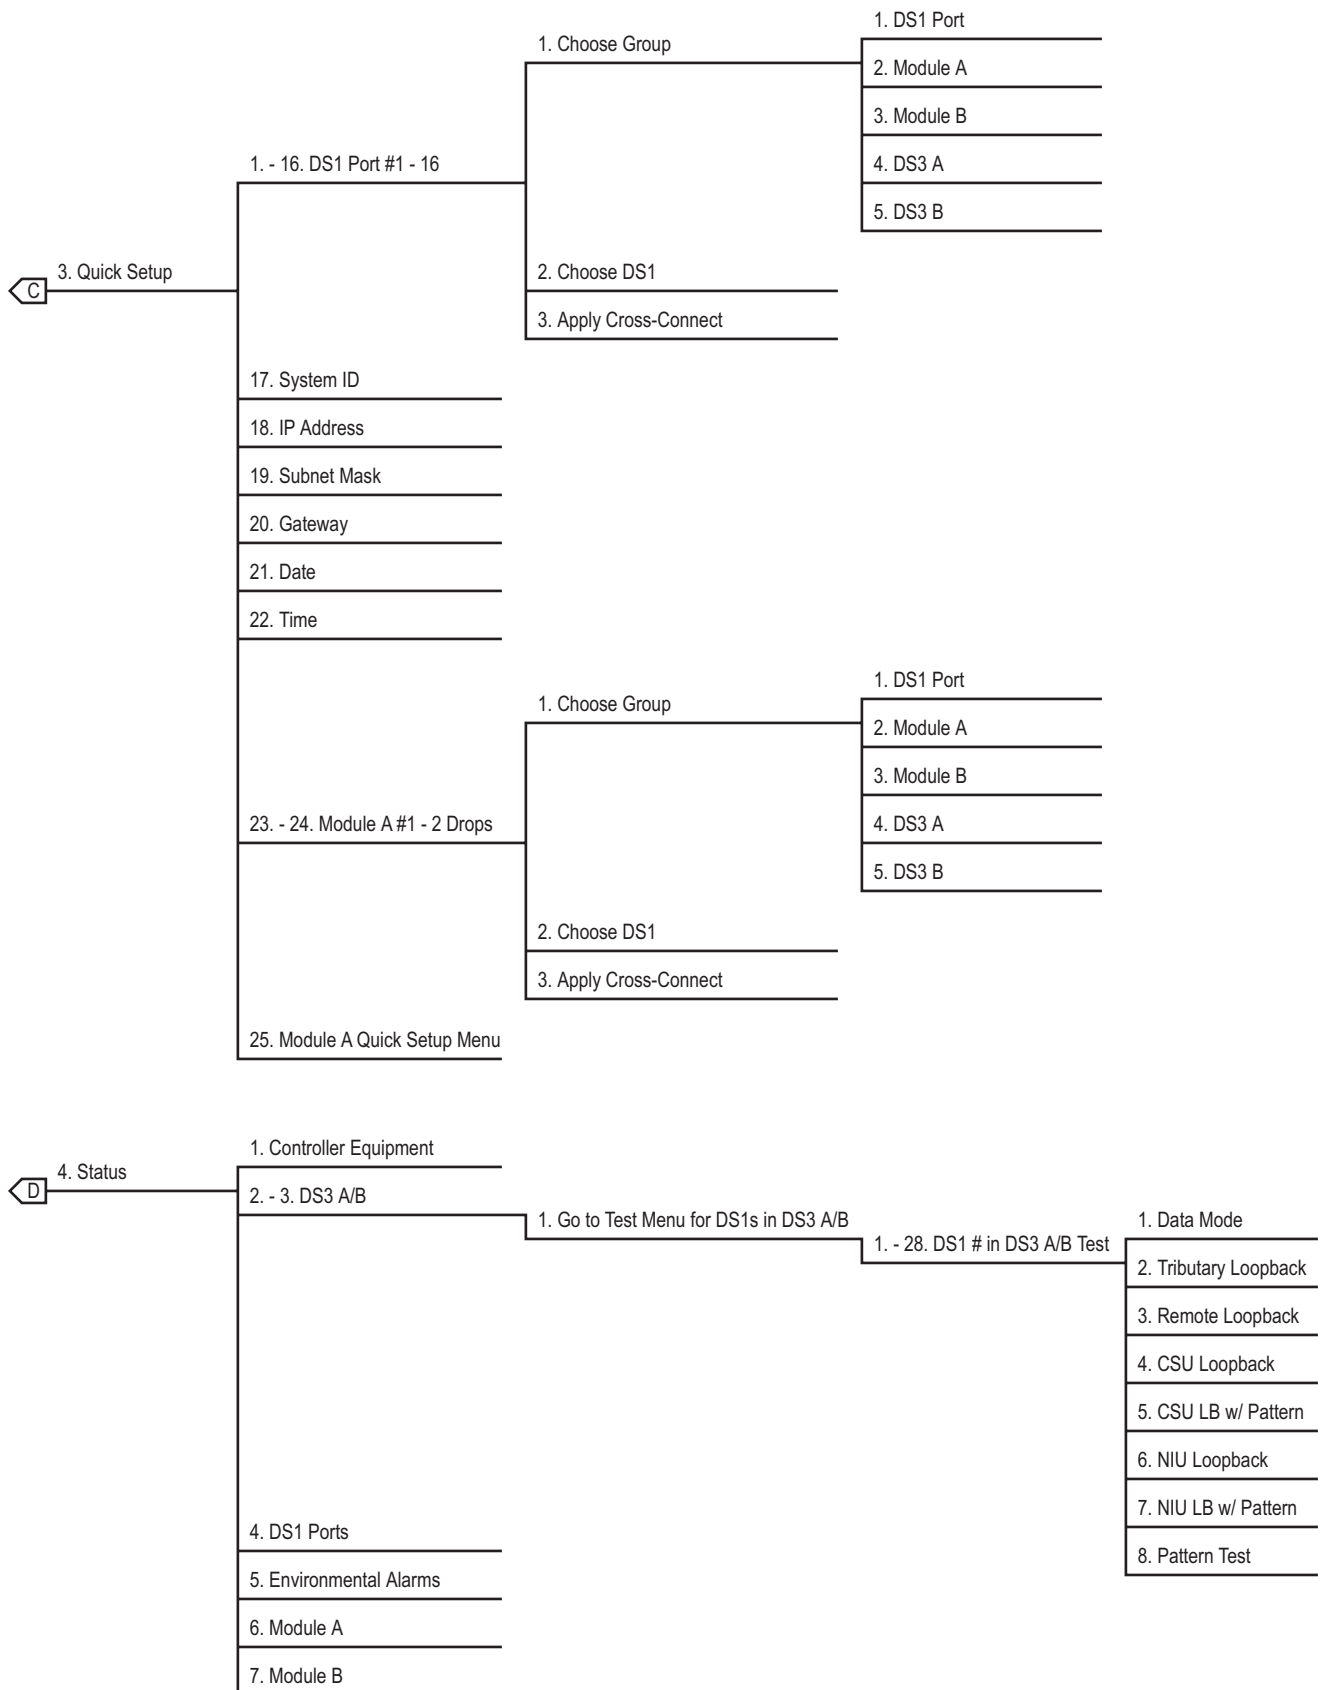 1. DS1 Port
1. Choose Group
2. Module A
3. Module B
1. - 16. DS1 Port #1 - 16
4. DS3 A
5. DS3 B
3. Quick Setup
C
2. Choose DS1
3. Apply Cross-Connect
17. System ID
18. IP Address
19. Subnet Mask
20. Gateway
21. Date
22. Time
1. DS1 Port
1. Choose Group
2. Module A
3. Module B
23. - 24. Module A #1 - 2 Drops
4. DS3 A
5. DS3 B
2. Choose DS1
3. Apply Cross-Connect
25. Module A Quick Setup Menu
1. Controller Equipment
4. Status
D
2. - 3. DS3 A/B
1. Go to Test Menu for DS1s in DS3 A/B
1. - 28. DS1 # in DS3 A/B Test
1. Data Mode
2. Tributary Loopback
3. Remote Loopback
4. CSU Loopback
5. CSU LB w/ Pattern
6. NIU Loopback
7. NIU LB w/ Pattern
8. Pattern Test
4. DS1 Ports
5. Environmental Alarms
6. Module A
7. Module B